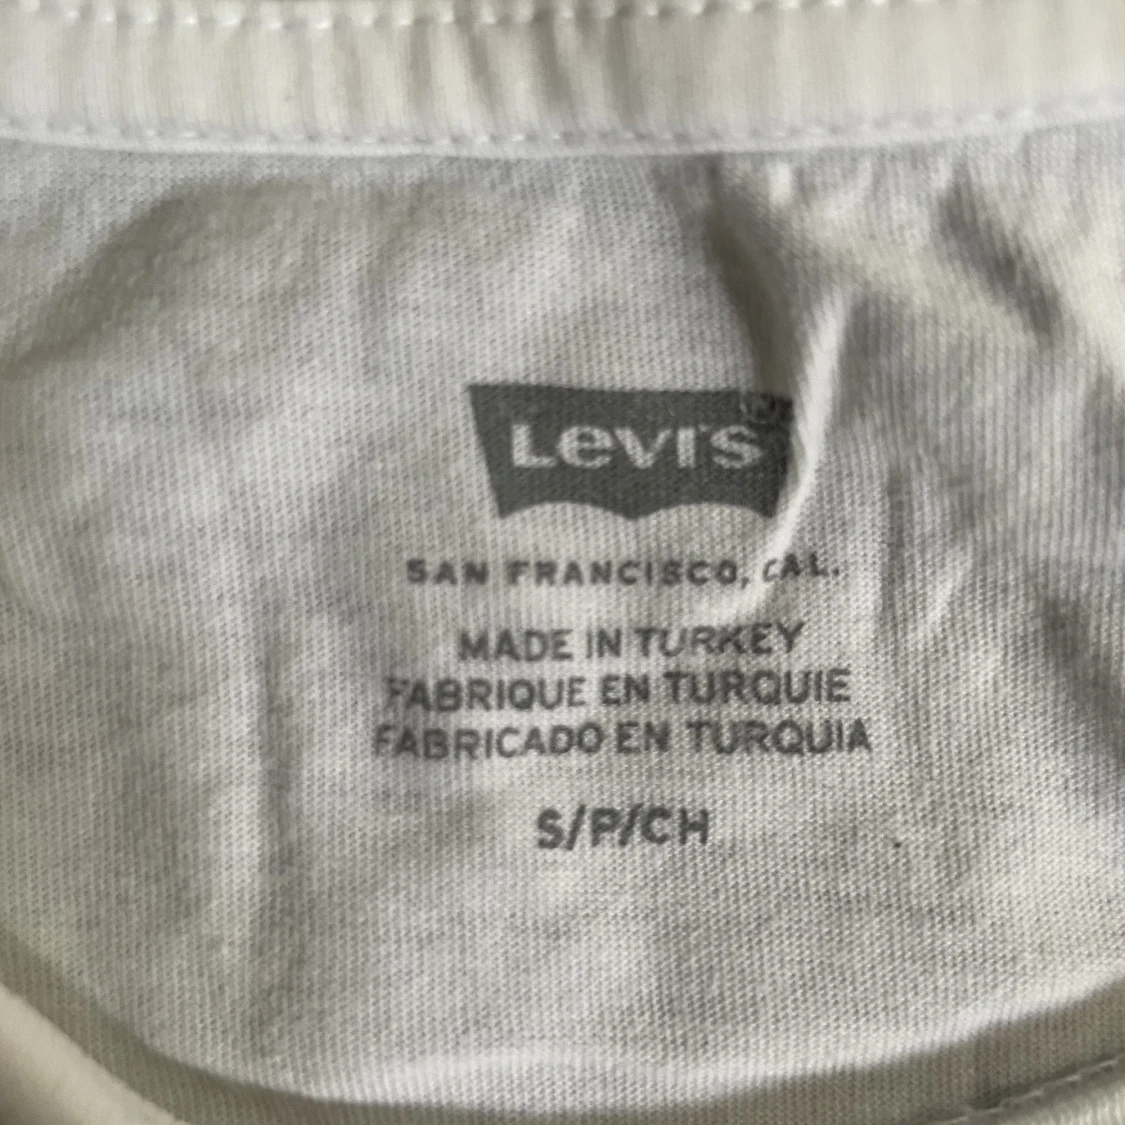 Levi's ®
SAN FRANCISCO, CAL.
MADE IN TURKEY
FABRIQUE EN TURQUIE
FABRICADO EN TURQUIA
S/P/CH